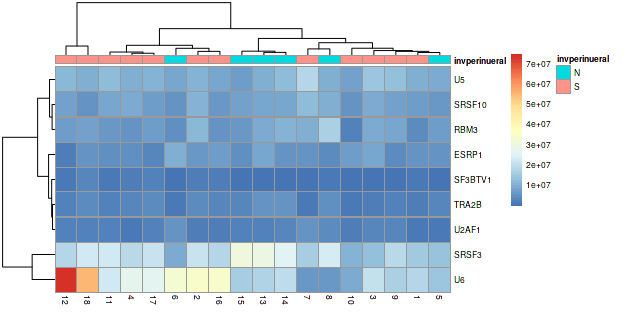 invperinueral
U5
SRSF10
RBM3
ESRP1
SF3BTV1
TRA2B
U2AF1
SRSF3
U6
12 18 11 4 17 6 2 16 15 13 14 7 8 10 3 9 1 5
7e+07
6e+07
5e+07
4e+07
3e+07
2e+07
1e+07
invperinueral
N
S